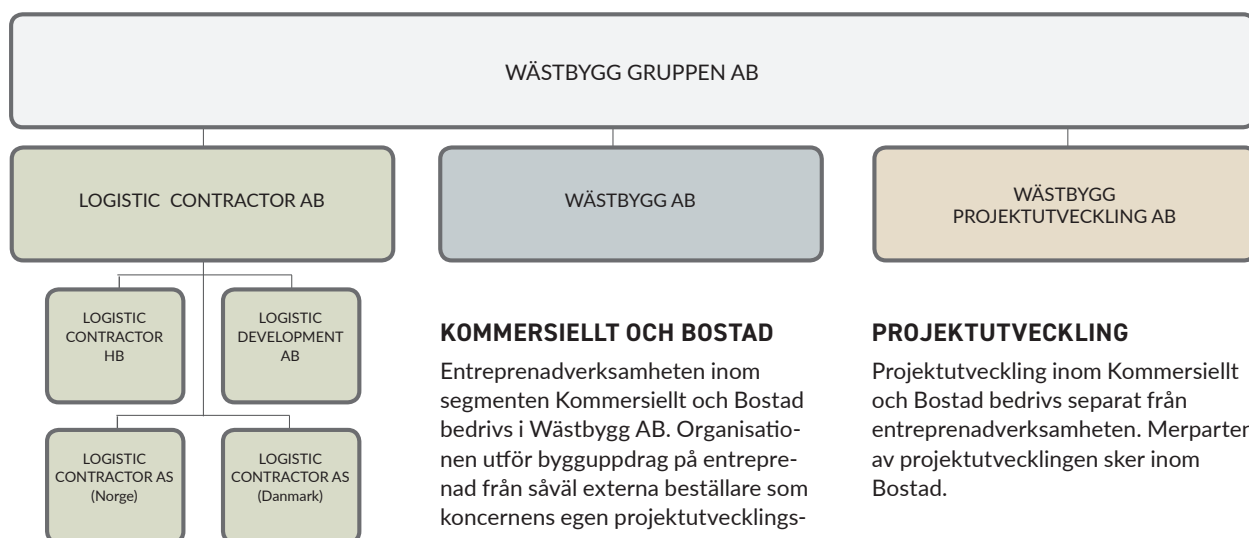 WÄSTBYGG GRUPPEN AB
LOGISTIC CONTRACTOR AB
WÄSTBYGG AB
WÄSTBYGG
PROJEKTUTVECKLING AB
LOGISTIC
CONTRACTOR
HB
LOGISTIC
DEVELOPMENT
AB
LOGISTIC
CONTRACTOR AS
(Norge)
LOGISTIC
CONTRACTOR AS
(Danmark)
KOMMERSIELLT OCH BOSTAD
Entreprenadverksamheten inom
segmenten Kommersiellt och Bostad
bedrivs i Wästbygg AB. Organisatio-
nen utför bygguppdrag på entrepre-
nad från såväl externa beställare som
koncernens egen projektutvecklings-
PROJEKTUTVECKLING
Projektutveckling inom Kommersiellt
och Bostad bedrivs separat från
entreprenadverksamheten. Merparten
av projektutvecklingen sker inom
Bostad.